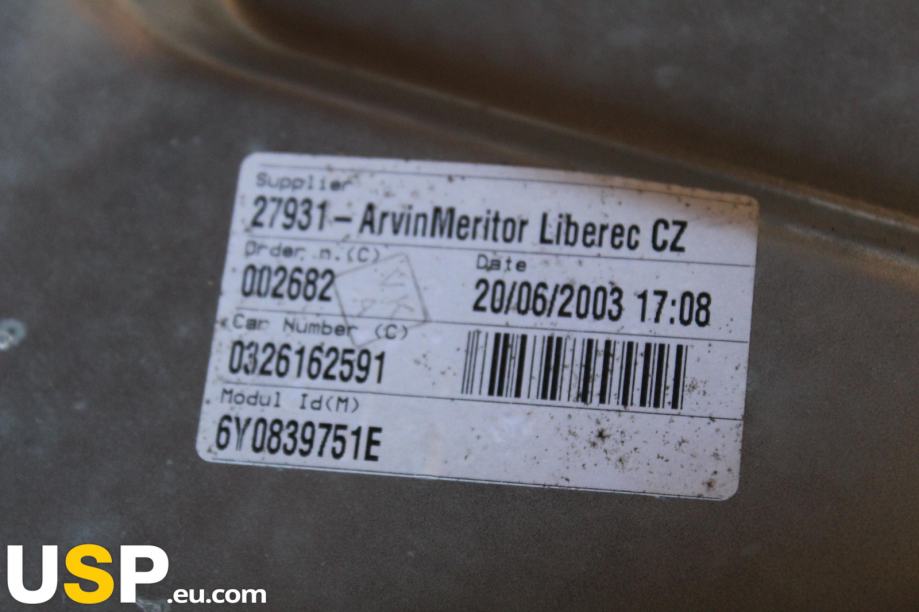 Supplier
27931 - ArvinMeritor Liberec CZ
Order n.(C)
Date
002682
20/06/2003 17:08
Car Number (C)
0326162591
Modul Id(M)
6Y0839751E
USP.eu.com